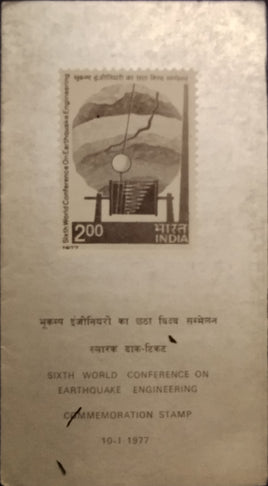 भूकम्प इंजीनियरी का छठा विश्व सम्मेलन
Sixth World Conference On Earthquake Engineering
2.00
भारत
INDIA
1977
भूकम्प इंजीनियरी का छठा विश्व सम्मेलन
स्मारक डाक-टिकट
SIXTH WORLD CONFERENCE ON
EARTHQUAKE ENGINEERING
COMMEMORATION STAMP
10-1 1977